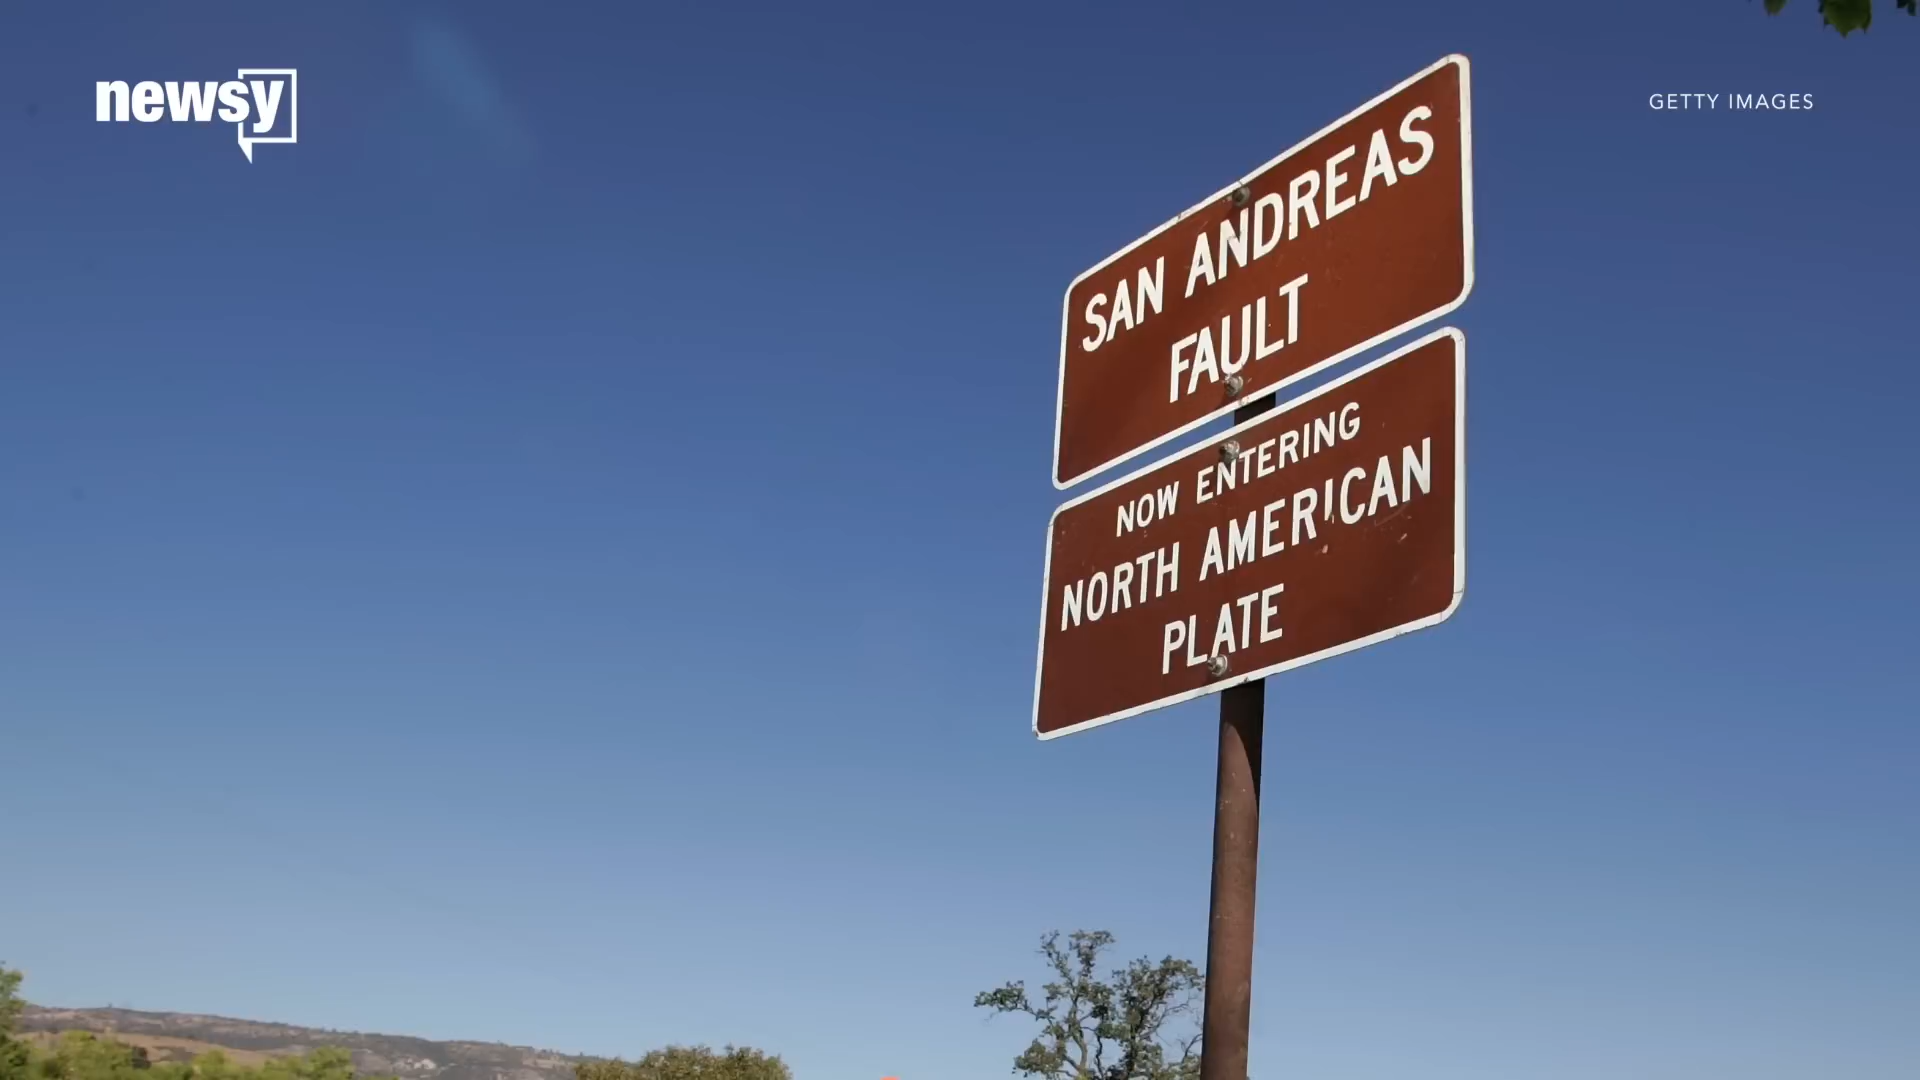 newsy
GETTY IMAGES
SAN ANDREAS
FAULT
NOW ENTERING
NORTH AMERICAN
PLATE